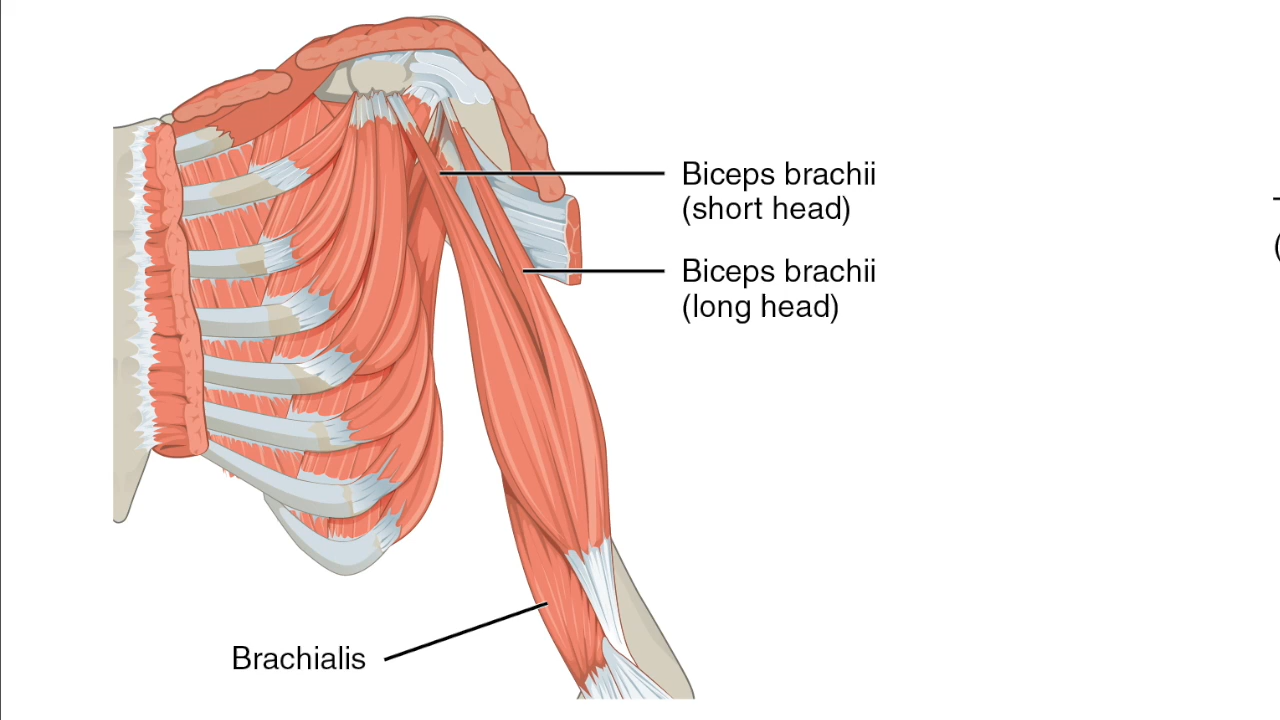 Biceps brachii
(short head)
Biceps brachii
(long head)
Brachialis